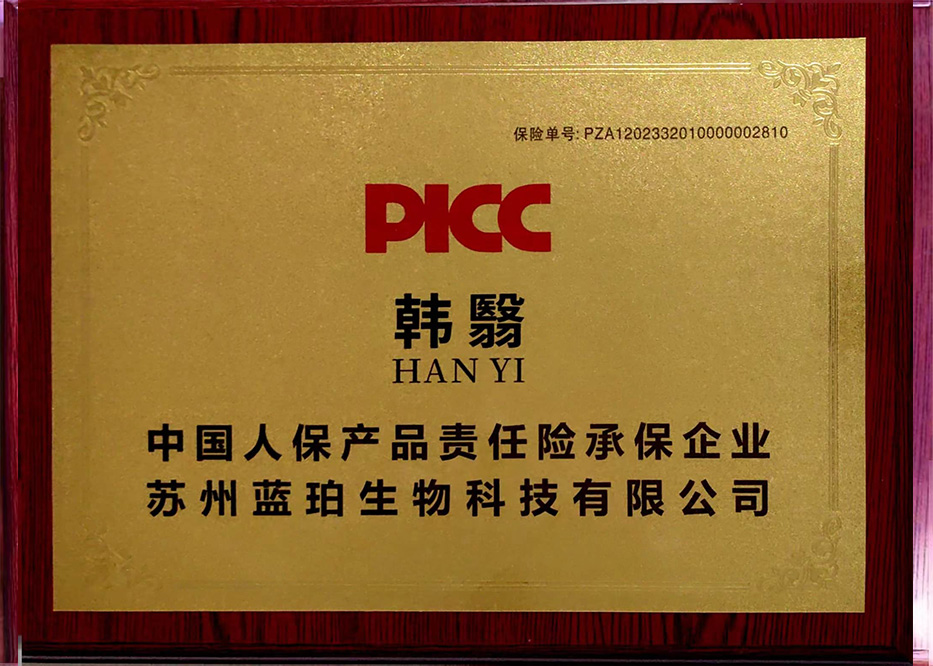 保险单号: PZA1202332010000002810
PICC
韩翳
HAN YI
中国人保产品责任险承保企业
苏州蓝珀生物科技有限公司